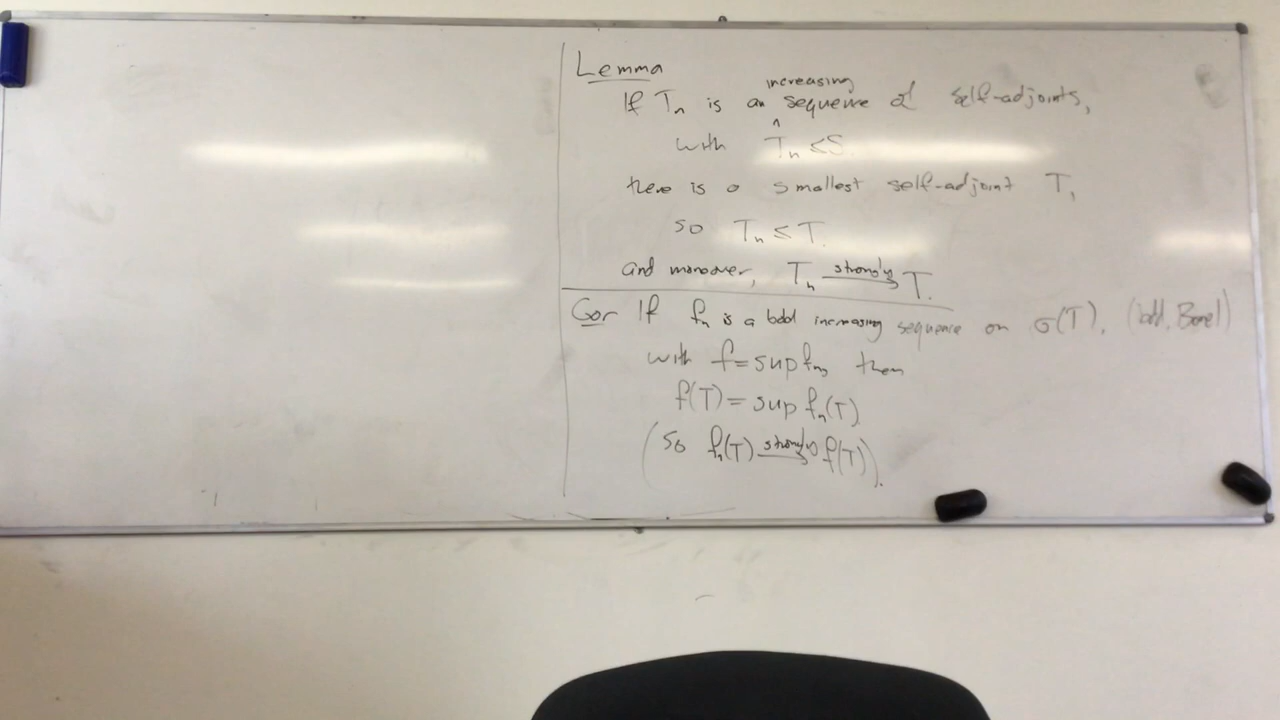 Lemma
increasing
If Tₙ is an sequence of self-adjoints,
with Tₙ ≤ S.
there is a smallest self-adjoint T,
so Tₙ ≤ T.
and moreover, Tₙ strongly→ T.
Cor If fₙ is a bdd increasing sequence on σ(T). (bdd, Borel)
with f = sup fₙ, then
f(T) = sup fₙ(T)
(so fₙ(T) strongly→ f(T)).